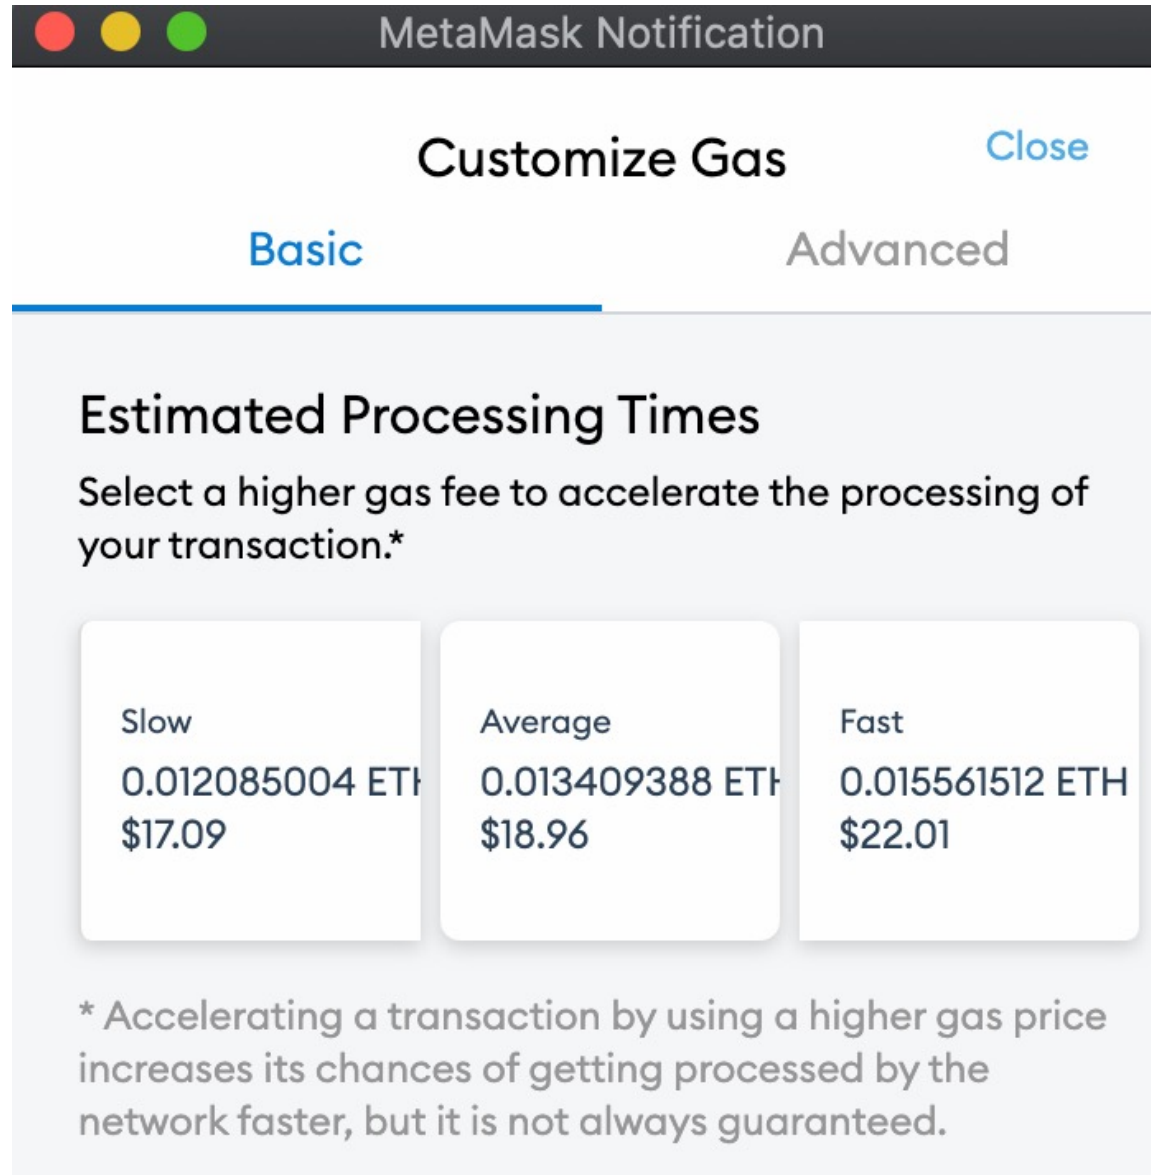 MetaMask Notification
Customize Gas
Close
Basic
Advanced
Estimated Processing Times
Select a higher gas fee to accelerate the processing of
your transaction.*
Slow
0.012085004 ETH
$17.09
Average
0.013409388 ETH
$18.96
Fast
0.015561512 ETH
$22.01
* Accelerating a transaction by using a higher gas price
increases its chances of getting processed by the
network faster, but it is not always guaranteed.